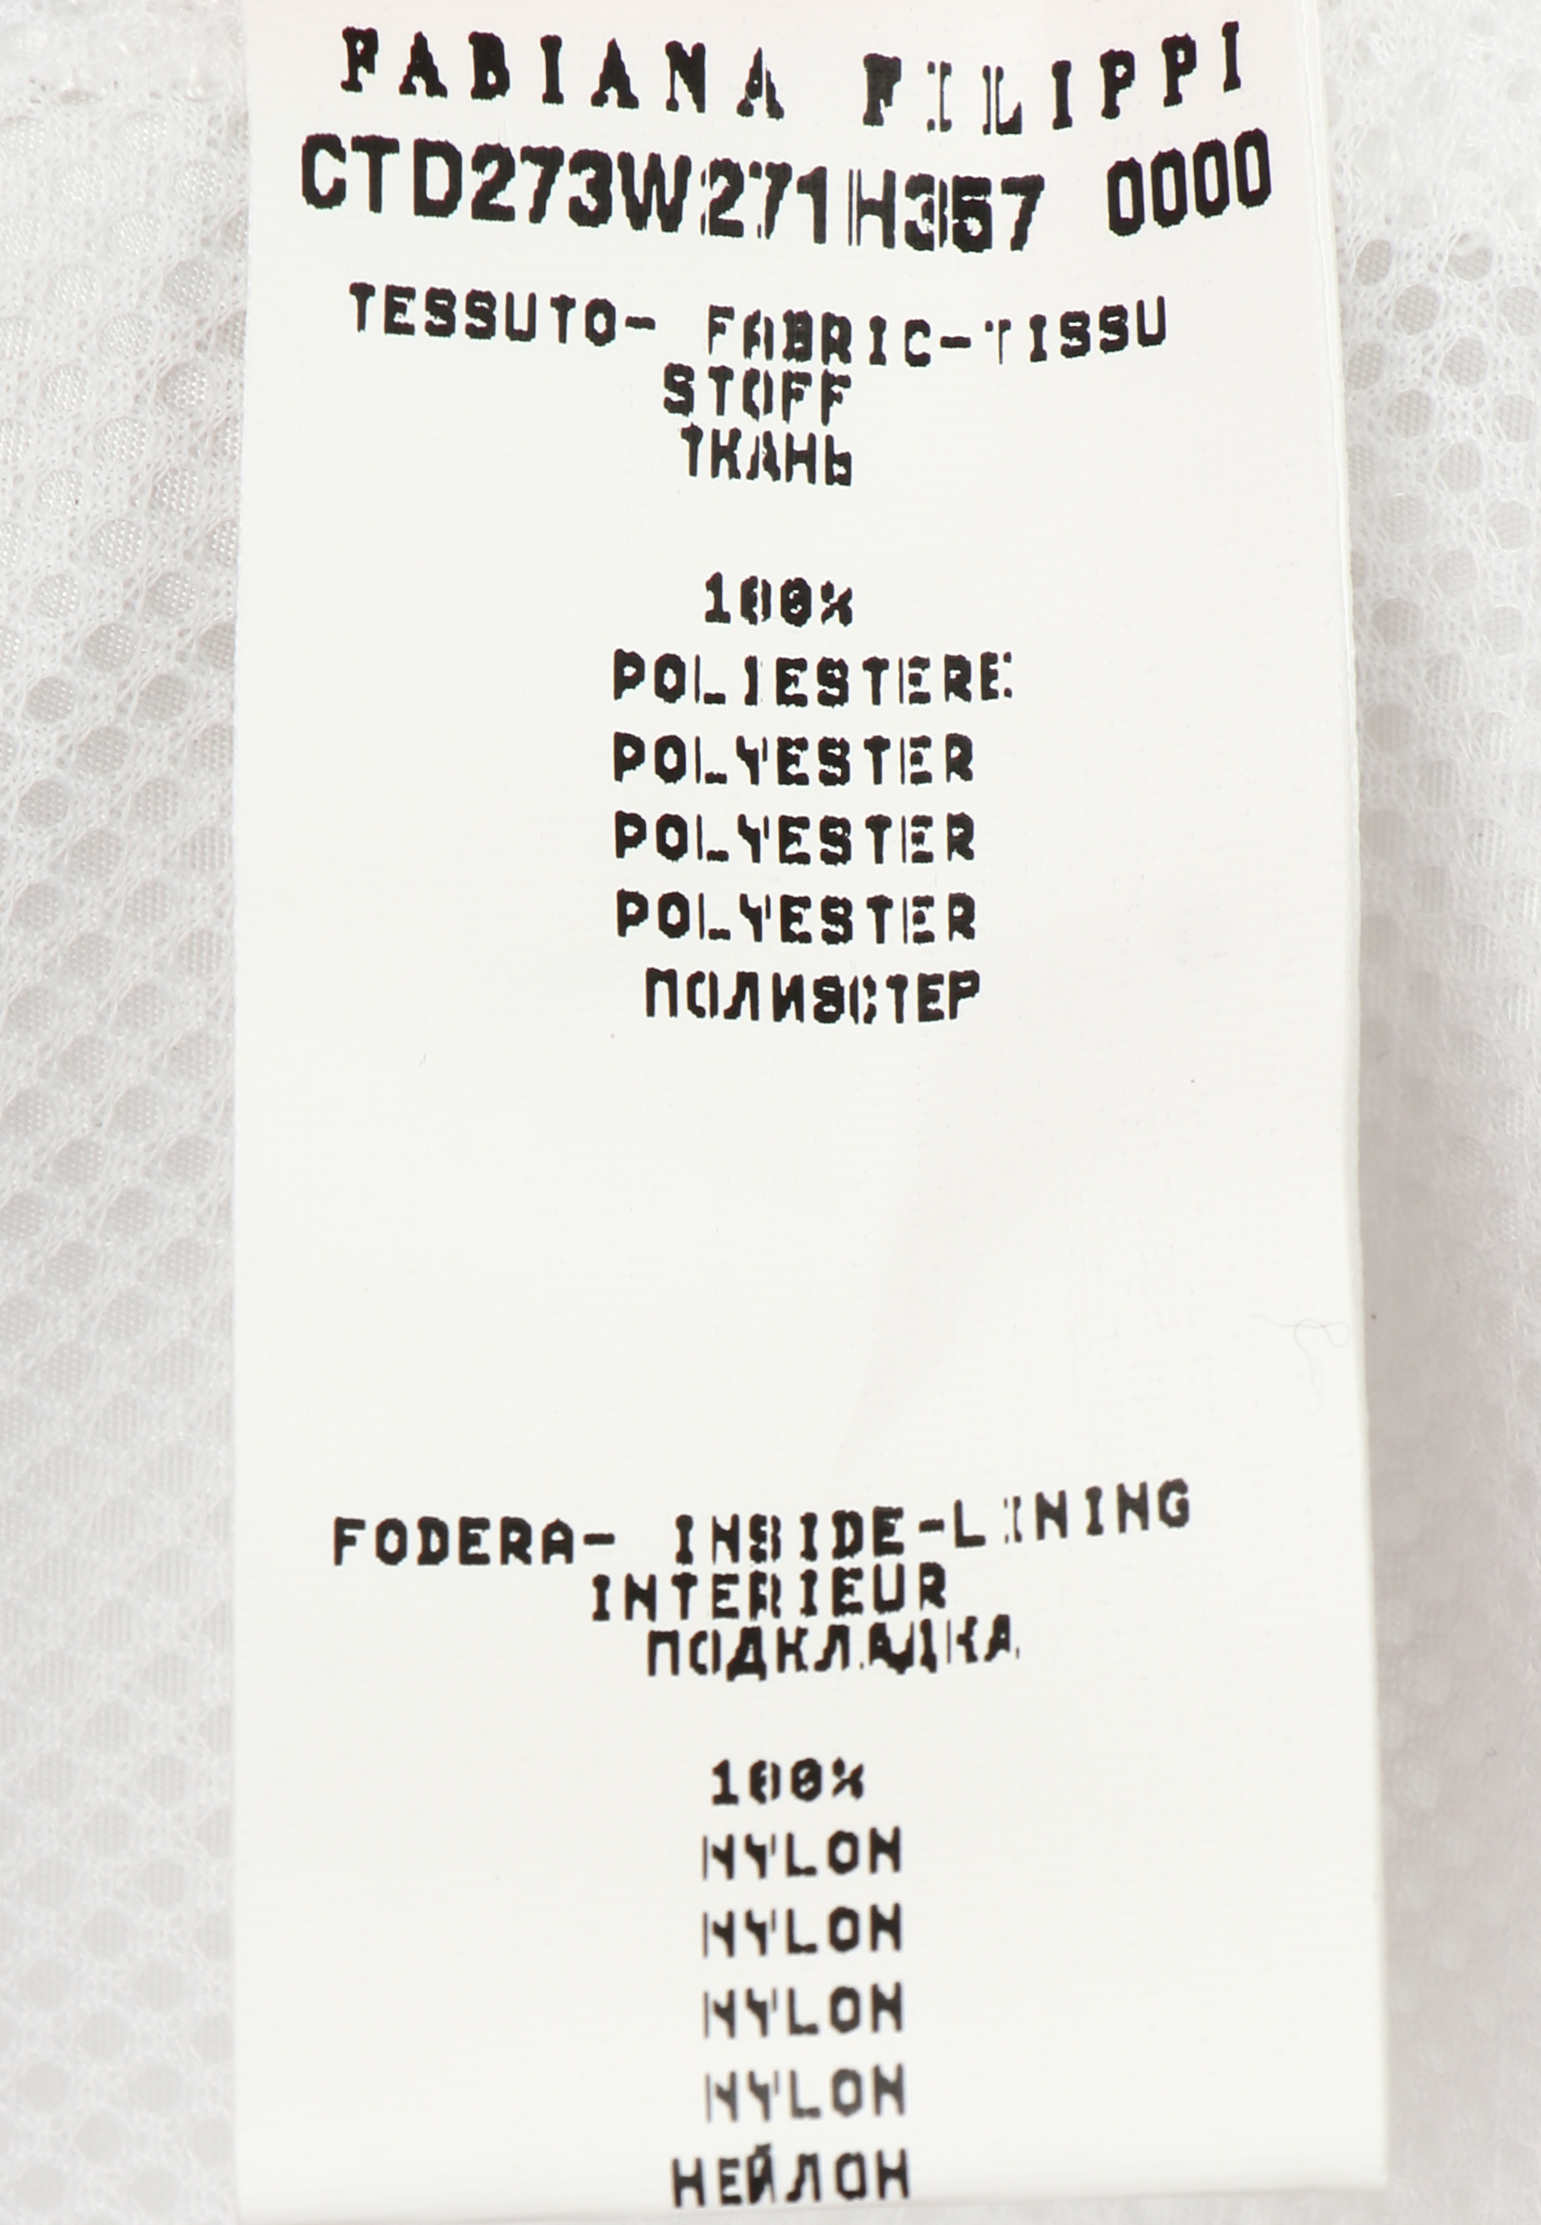 FABIANA FILIPPI
CTD273W271H357 0000
TESSUTO- FABRIC-TISSU
STOFF
ТКАНЬ
100%
POLIESTERE
POLYESTER
POLYESTER
POLYESTER
ПОЛИЭСТЕР
FODERA- INSIDE-LINING
INTERIEUR
ПОДКЛАДКА
100%
NYLON
NYLON
NYLON
NYLON
НЕЙЛОН